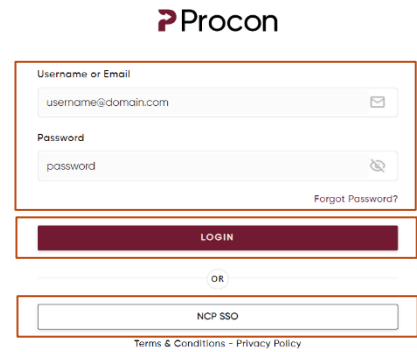 Procon
Username or Email
username@domain.com
Password
password
Forgot Password?
LOGIN
OR
NCP SSO
Terms & Conditions - Privacy Policy